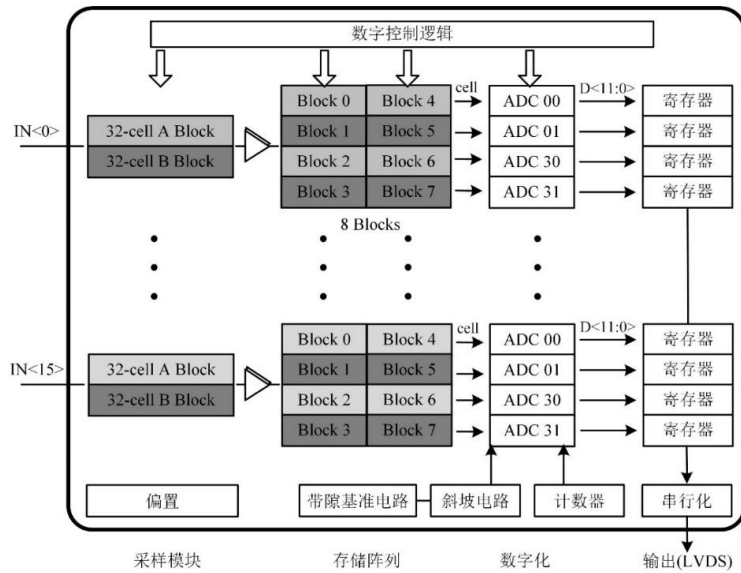 数字控制逻辑
cell
D<11:0>
IN<0>
32-cell A Block
32-cell B Block
Block 0
Block 4
ADC 00
寄存器
Block 1
Block 5
ADC 01
寄存器
Block 2
Block 6
ADC 30
寄存器
Block 3
Block 7
ADC 31
寄存器
8 Blocks
cell
D<11:0>
IN<15>
32-cell A Block
32-cell B Block
Block 0
Block 4
ADC 00
寄存器
Block 1
Block 5
ADC 01
寄存器
Block 2
Block 6
ADC 30
寄存器
Block 3
Block 7
ADC 31
寄存器
偏置
带隙基准电路
斜坡电路
计数器
串行化
采样模块
存储阵列
数字化
输出(LVDS)